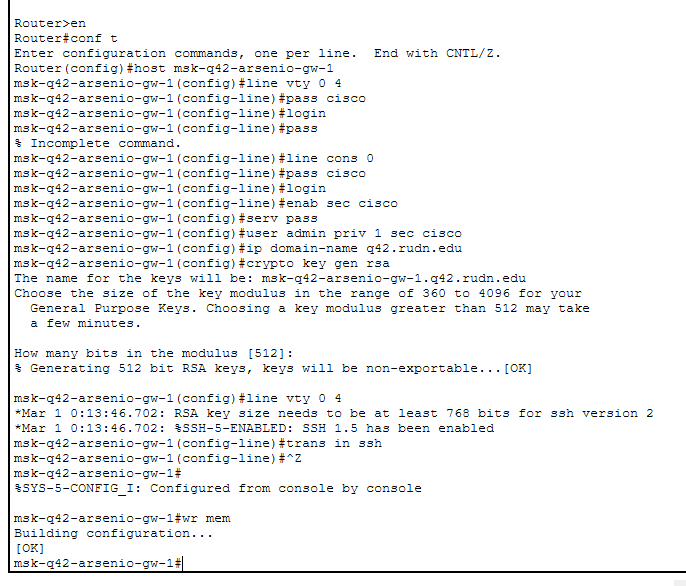 Router>en
Router#conf t
Enter configuration commands, one per line.  End with CNTL/Z.
Router(config)#host msk-q42-arsenio-gw-1
msk-q42-arsenio-gw-1(config)#line vty 0 4
msk-q42-arsenio-gw-1(config-line)#pass cisco
msk-q42-arsenio-gw-1(config-line)#login
msk-q42-arsenio-gw-1(config-line)#pass
% Incomplete command.
msk-q42-arsenio-gw-1(config-line)#line cons 0
msk-q42-arsenio-gw-1(config-line)#pass cisco
msk-q42-arsenio-gw-1(config-line)#login
msk-q42-arsenio-gw-1(config-line)#enab sec cisco
msk-q42-arsenio-gw-1(config)#serv pass
msk-q42-arsenio-gw-1(config)#user admin priv 1 sec cisco
msk-q42-arsenio-gw-1(config)#ip domain-name q42.rudn.edu
msk-q42-arsenio-gw-1(config)#crypto key gen rsa
The name for the keys will be: msk-q42-arsenio-gw-1.q42.rudn.edu
Choose the size of the key modulus in the range of 360 to 4096 for your
  General Purpose Keys. Choosing a key modulus greater than 512 may take
  a few minutes.

How many bits in the modulus [512]:
% Generating 512 bit RSA keys, keys will be non-exportable...[OK]

msk-q42-arsenio-gw-1(config)#line vty 0 4
*Mar 1 0:13:46.702: RSA key size needs to be at least 768 bits for ssh version 2
*Mar 1 0:13:46.702: %SSH-5-ENABLED: SSH 1.5 has been enabled
msk-q42-arsenio-gw-1(config-line)#trans in ssh
msk-q42-arsenio-gw-1(config-line)#^Z
msk-q42-arsenio-gw-1#
%SYS-5-CONFIG_I: Configured from console by console

msk-q42-arsenio-gw-1#wr mem
Building configuration...
[OK]
msk-q42-arsenio-gw-1#